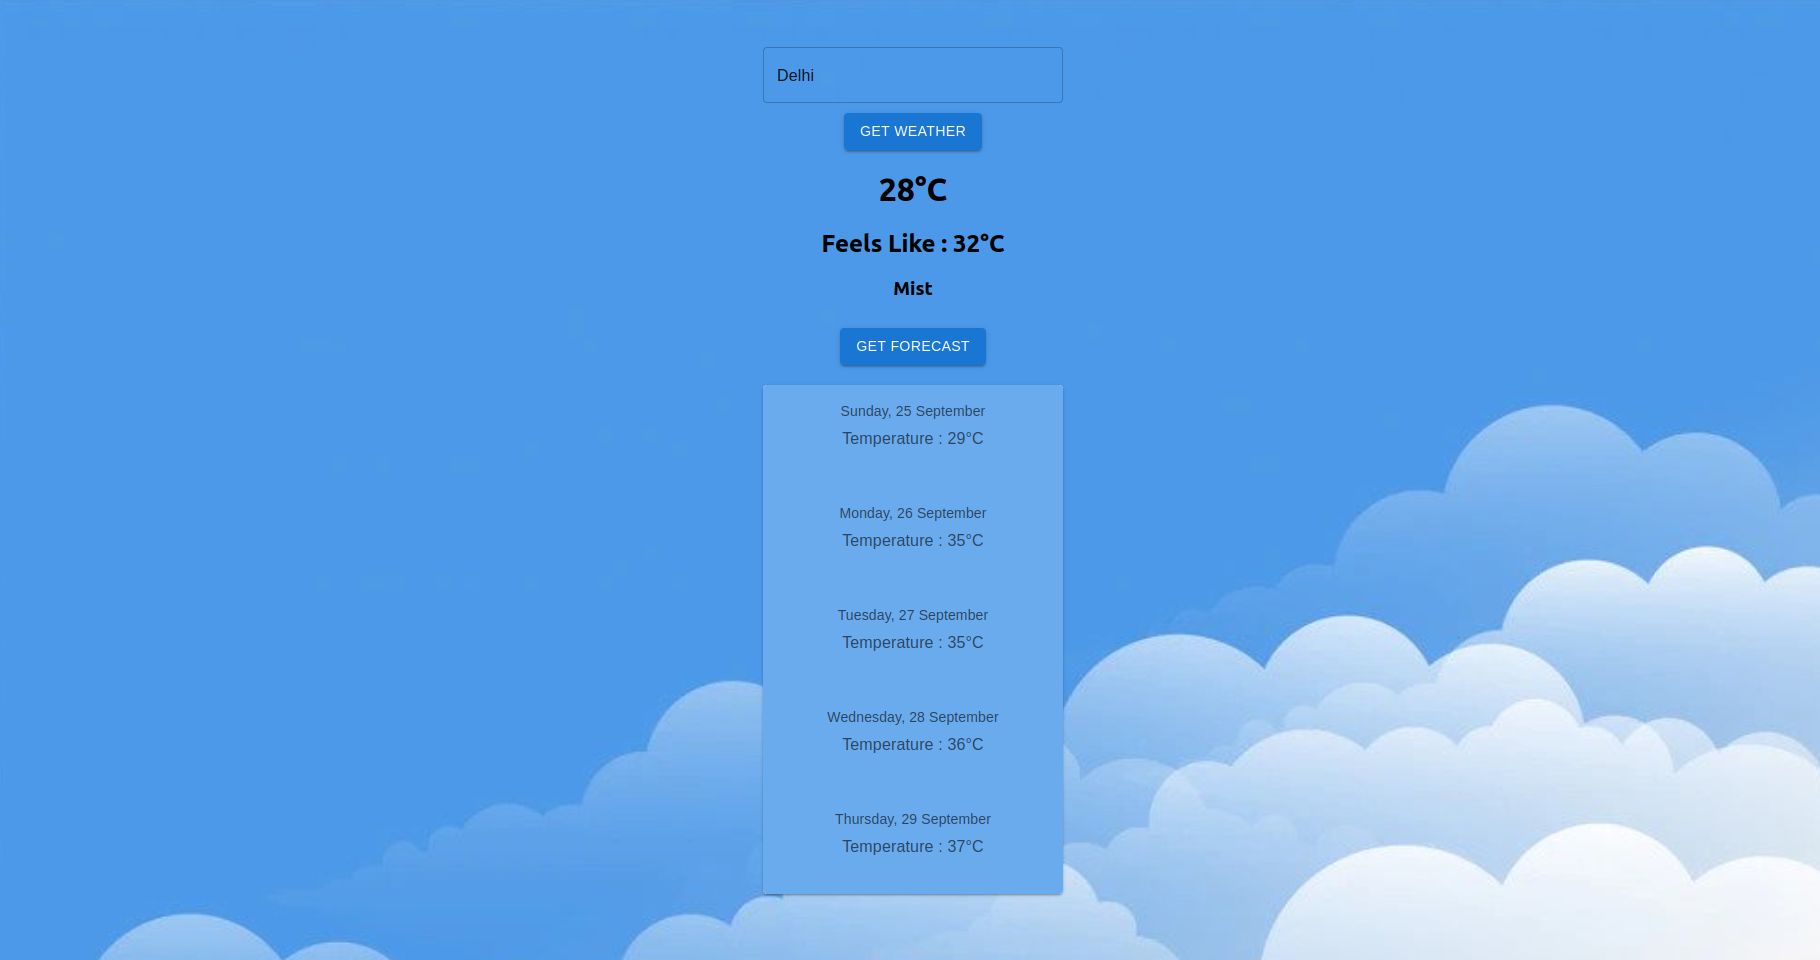 Delhi
GET WEATHER
28°C
Feels Like : 32°C
Mist
GET FORECAST
Sunday, 25 September
Temperature : 29°C
Monday, 26 September
Temperature : 35°C
Tuesday, 27 September
Temperature : 35°C
Wednesday, 28 September
Temperature : 36°C
Thursday, 29 September
Temperature : 37°C